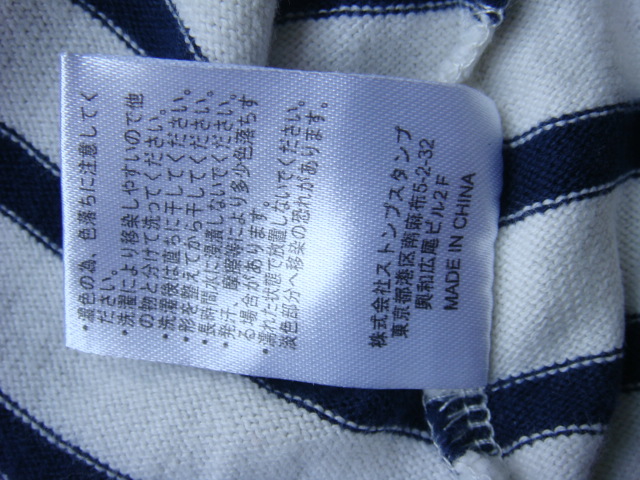 ・濃色の為、色落ちに注意してく
ださい。
・洗濯により移染しやすいので他
の物と分けて洗ってください。
・洗濯後は直ちに干してください。
・形を整えてから干してください。
・長時間水に浸漬しないでください。
・発汗、摩擦等により多少色落ちす
る場合があります。
・濡れた状態で放置しないでください。
淡色部分へ移染の恐れがあります。
株式会社ストンプスタンプ
東京都港区南麻布5-2-32
興和広尾ビル2F
MADE IN CHINA